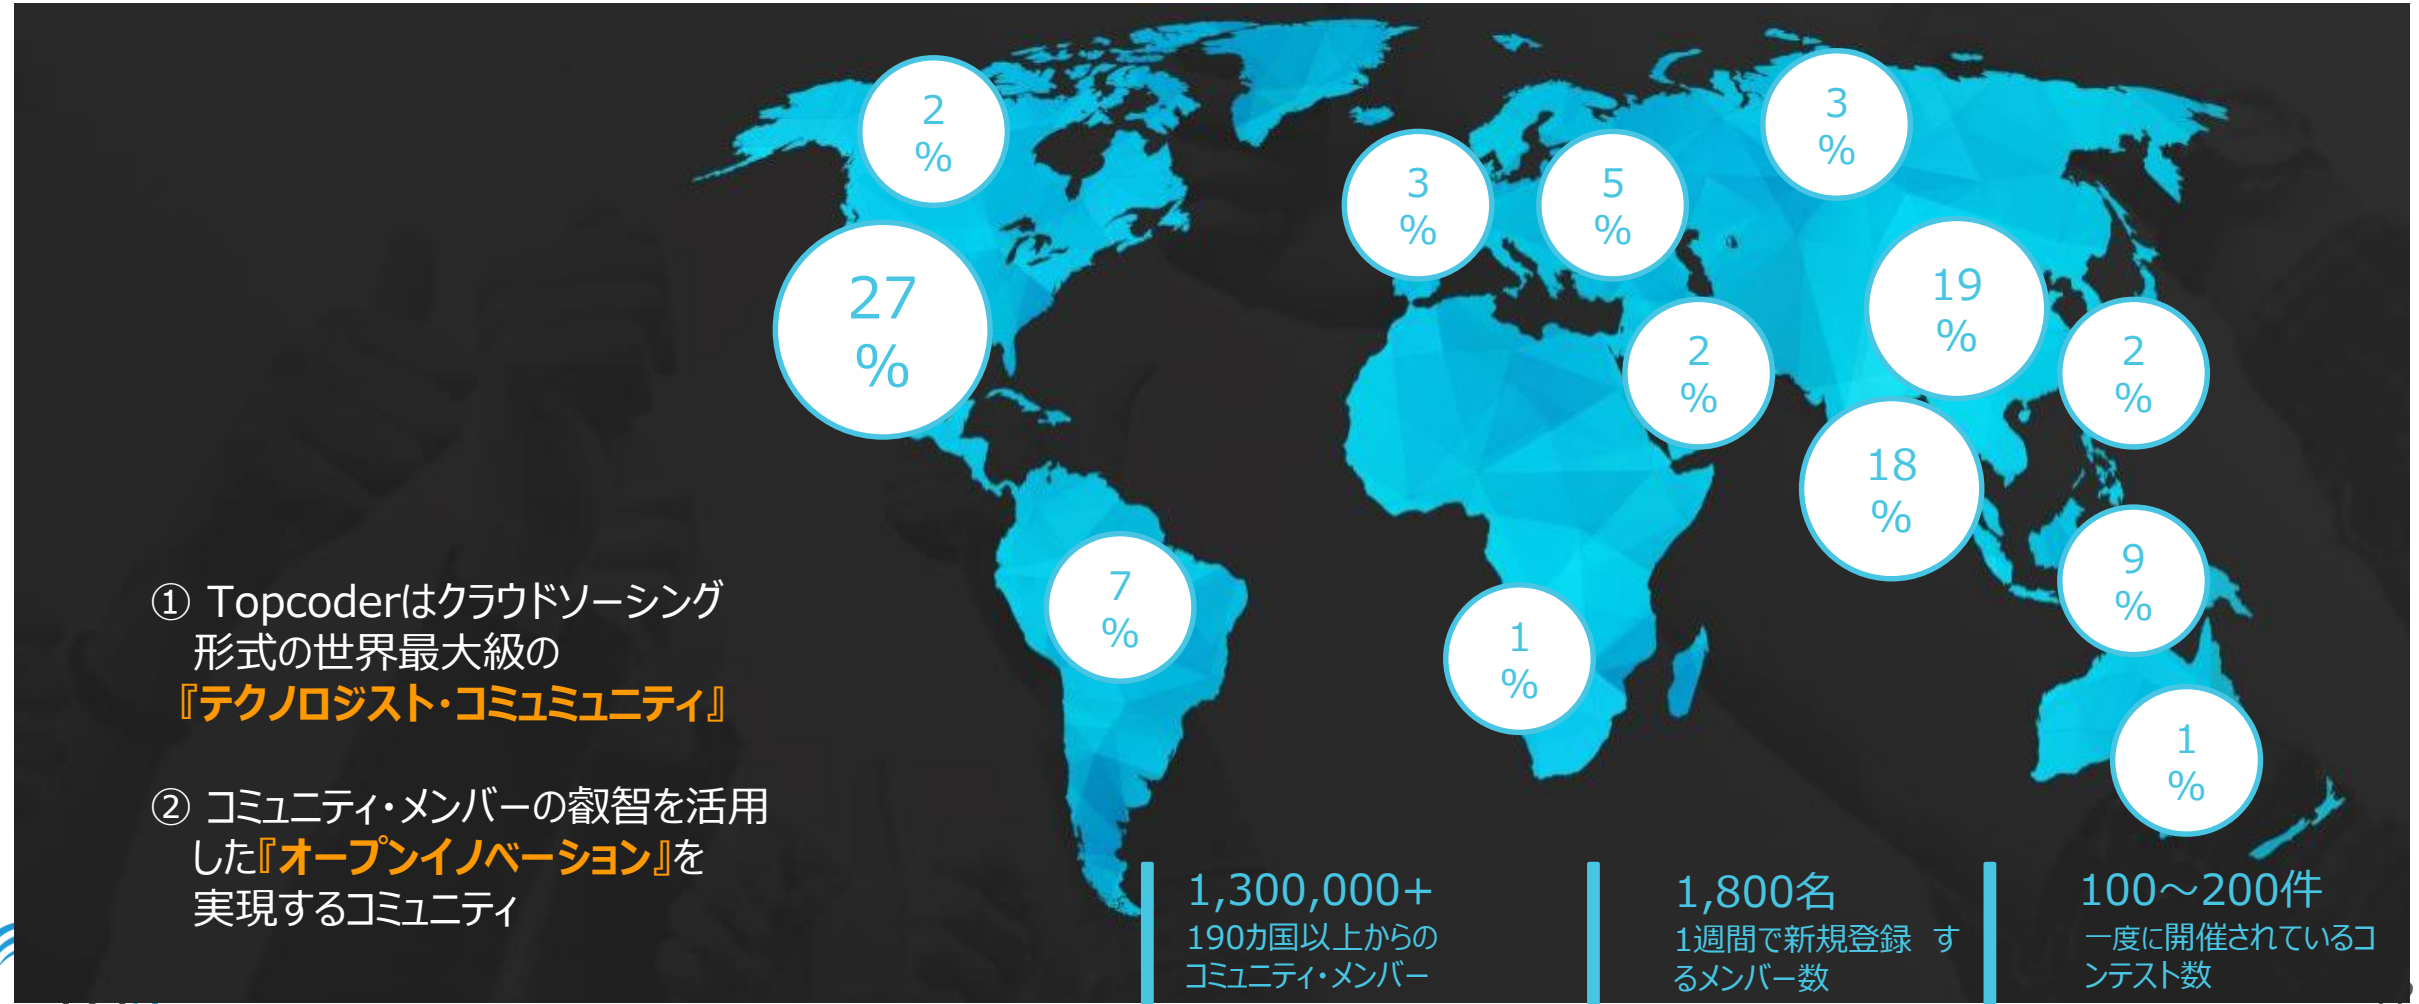 2
%
3
%
3
%
5
%
27
%
19
%
2
%
2
%
18
%
9
%
7
%
1
%
1
%
① Topcoderはクラウドソーシング
形式の世界最大級の
『テクノロジスト・コミュミュニティ』
② コミュニティ・メンバーの叡智を活用
した『オープンイノベーション』を
実現するコミュニティ
1,300,000+
190カ国以上からの
コミュニティ・メンバー
1,800名
1週間で新規登録 す
るメンバー数
100～200件
一度に開催されているコ
ンテスト数